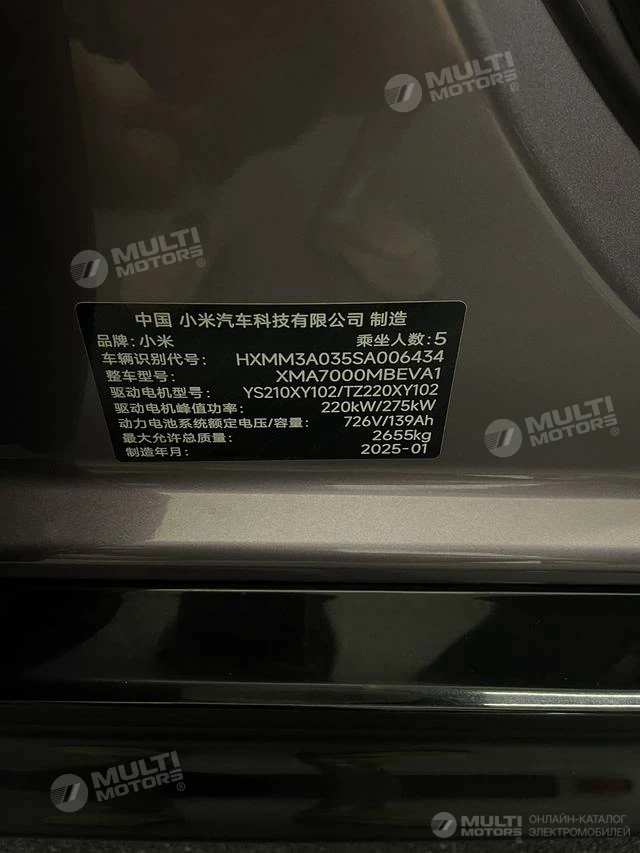 MULTI
MOTORS®
MULTI
MOTORS®
中国 小米汽车科技有限公司 制造
品牌: 小米 乘坐人数: 5
车辆识别代号: HXMM3A035SA006434
整车型号: XMA7000MBEVA1
驱动电机型号: YS210XY102/TZ220XY102
驱动电机峰值功率: 220kW/275kW
动力电池系统额定电压/容量: 726V/139Ah
最大允许总质量: 2655kg
制造年月: 2025-01
MULTI
MOTORS®
MULTI
MOTORS®
MULTI
MOTORS®
ОНЛАЙН-КАТАЛОГ
ЭЛЕКТРОМОБИЛЕЙ